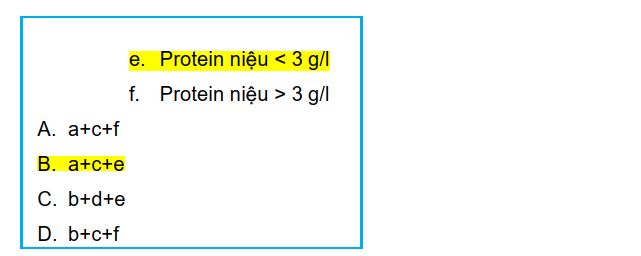 e. Protein niệu < 3 g/l
f. Protein niệu > 3 g/l
A. a+c+f
B. a+c+e
C. b+d+e
D. b+c+f